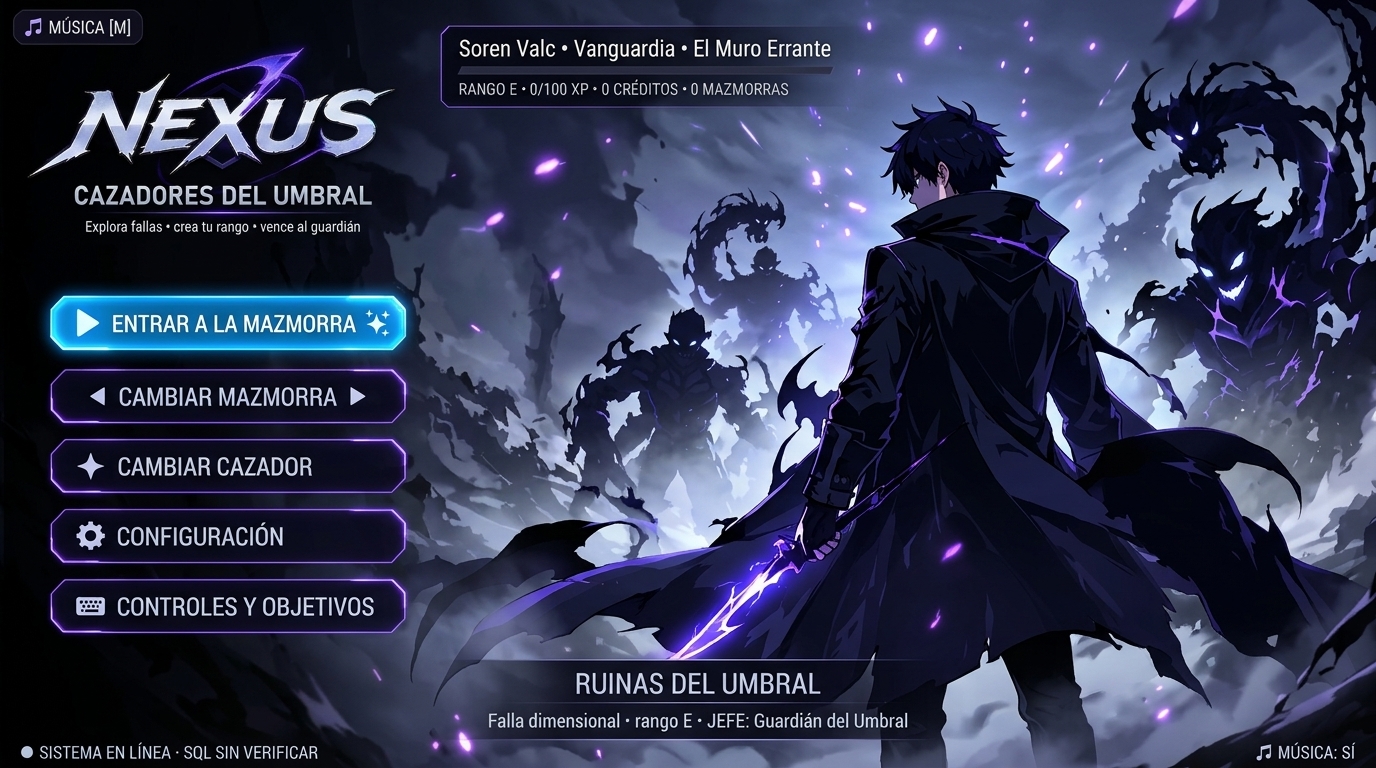 MÚSICA [M]
NEXUS
CAZADORES DEL UMBRAL
Explora fallas • crea tu rango • vence al guardián
Soren Valc • Vanguardia • El Muro Errante
RANGO E • 0/100 XP • 0 CRÉDITOS • 0 MAZMORRAS
ENTRAR A LA MAZMORRA
CAMBIAR MAZMORRA
CAMBIAR CAZADOR
CONFIGURACIÓN
CONTROLES Y OBJETIVOS
RUINAS DEL UMBRAL
Falla dimensional · rango E · JEFE: Guardián del Umbral
SISTEMA EN LÍNEA · SQL SIN VERIFICAR
MÚSICA: SÍ